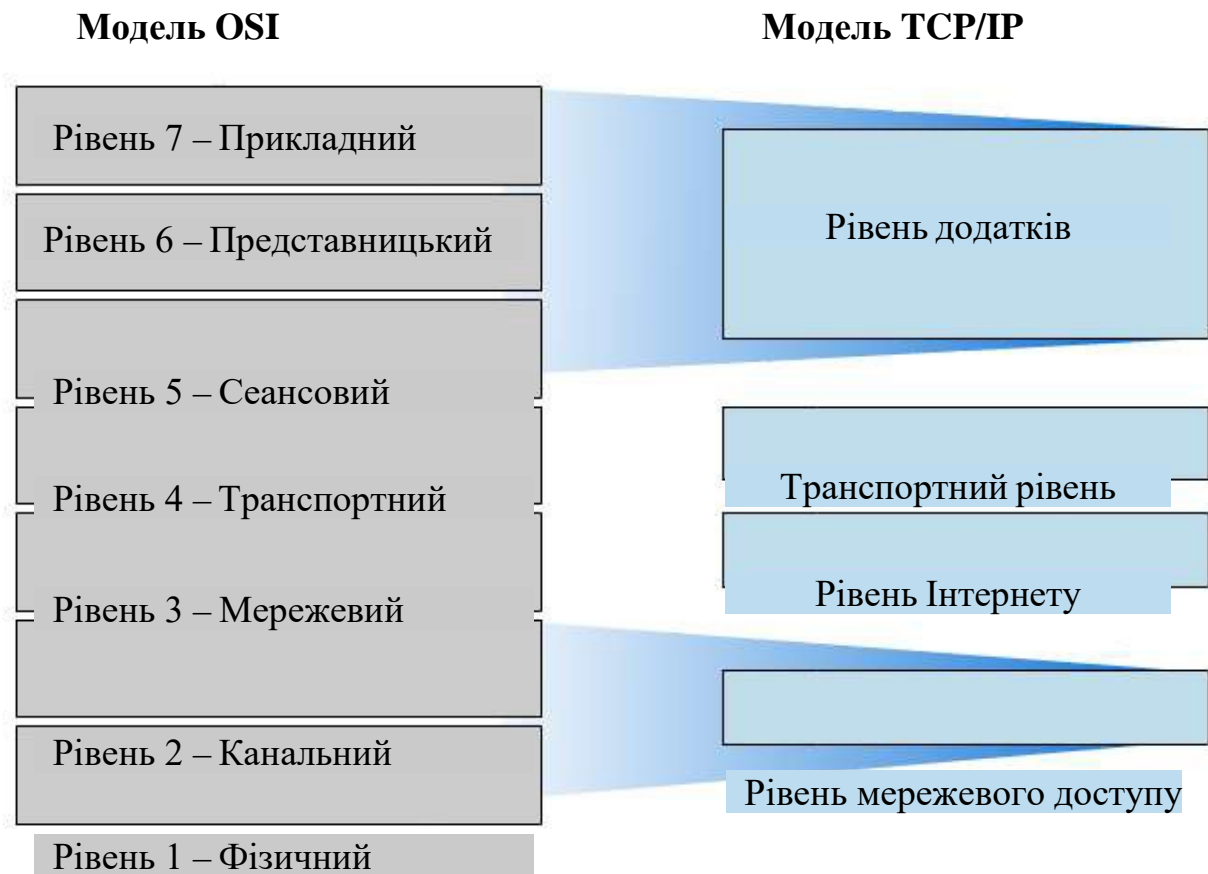 Модель OSI
Модель TCP/IP
Рівень 7 – Прикладний
Рівень 6 – Представницький
Рівень 5 – Сеансовий
Рівень 4 – Транспортний
Рівень 3 – Мережевий
Рівень 2 – Канальний
Рівень 1 – Фізичний
Рівень додатків
Транспортний рівень
Рівень Інтернету
Рівень мережевого доступу